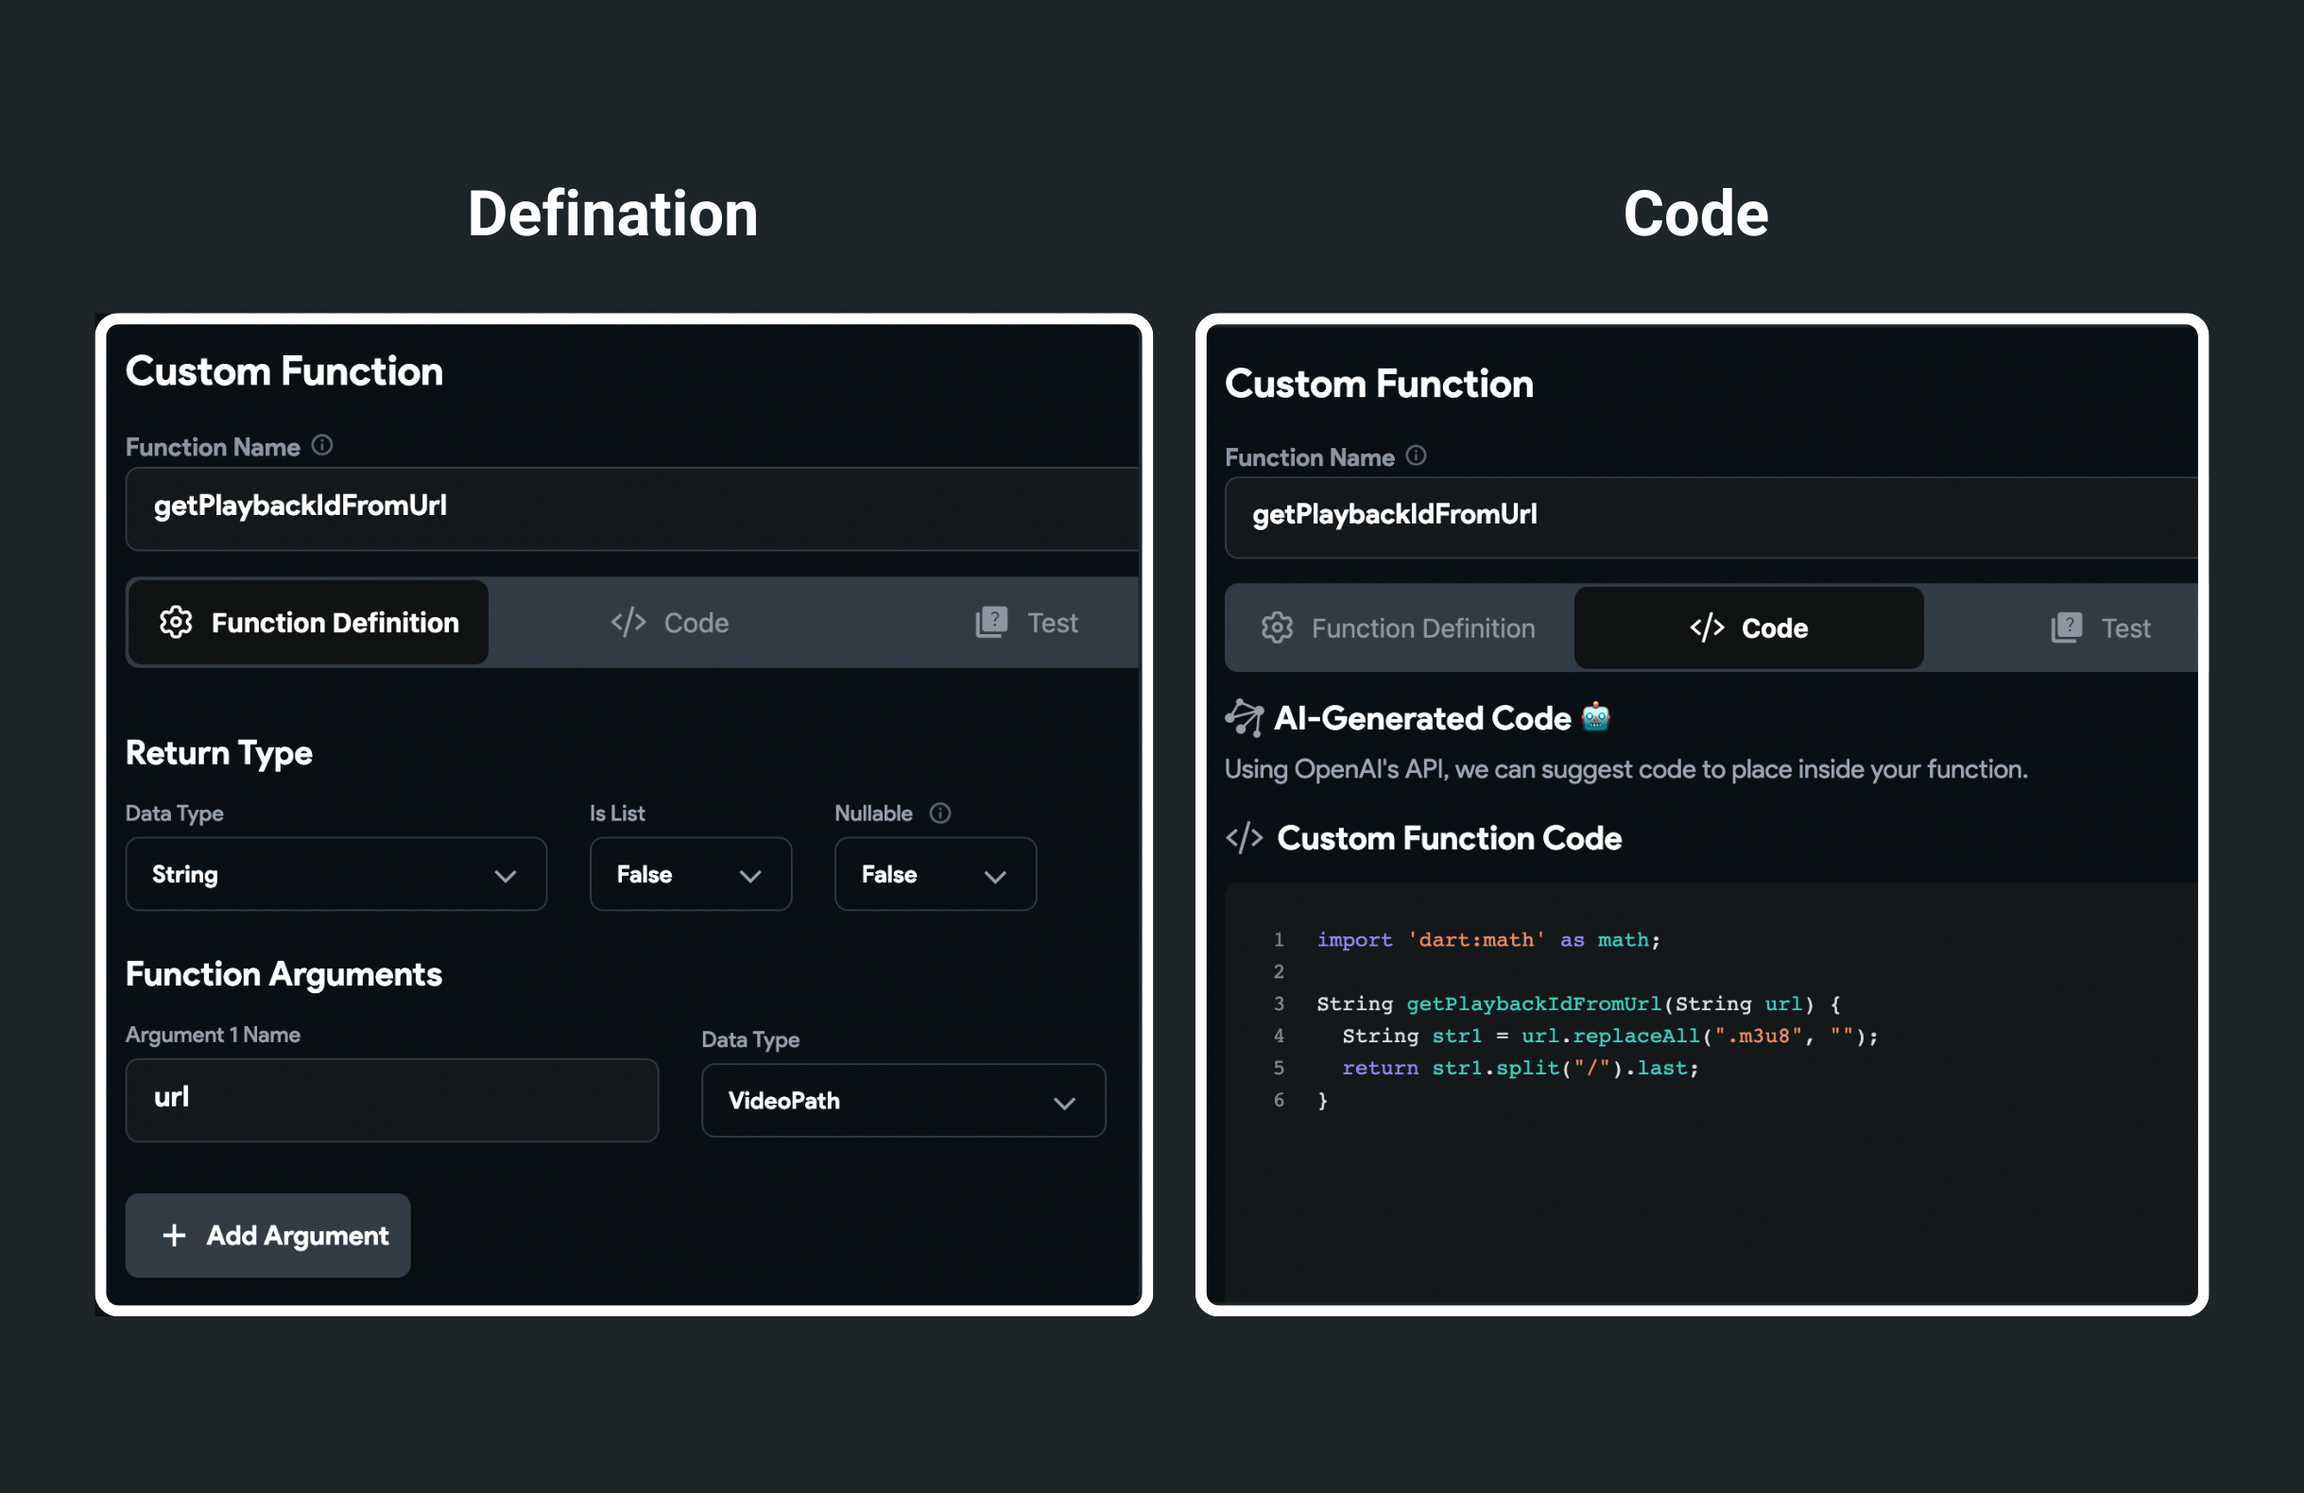 Defination
Custom Function
Function Name
getPlaybackIdFromUrl
Function Definition
Code
Test
Return Type
Data Type
Is List
Nullable
String
False
False
Function Arguments
Argument 1 Name
Data Type
url
VideoPath
+ Add Argument
Code
Custom Function
Function Name
getPlaybackIdFromUrl
Function Definition
</> Code
Test
AI-Generated Code 🤖
Using OpenAI's API, we can suggest code to place inside your function.
</> Custom Function Code
1 import 'dart:math' as math;
2
3 String getPlaybackIdFromUrl(String url) {
4   String str1 = url.replaceAll(".m3u8", "");
5   return str1.split("/").last;
6 }